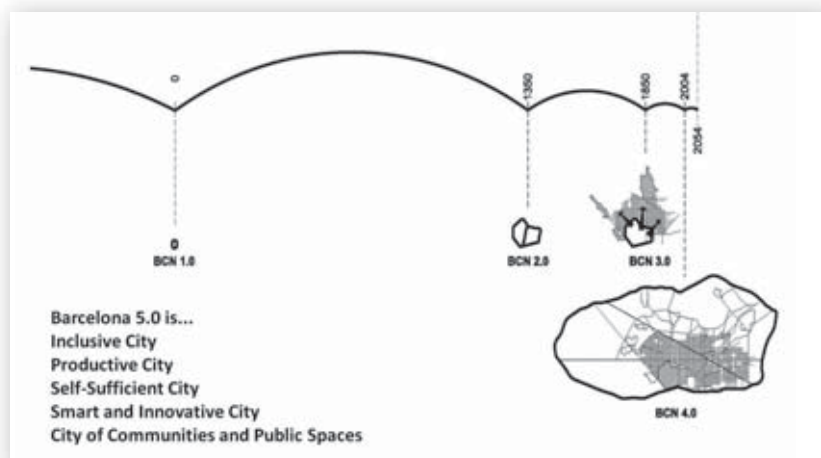 0
1350
1850
2004
2054
BCN 1.0
BCN 2.0
BCN 3.0
Barcelona 5.0 is...
Inclusive City
Productive City
Self-Sufficient City
Smart and Innovative City
City of Communities and Public Spaces
BCN 4.0